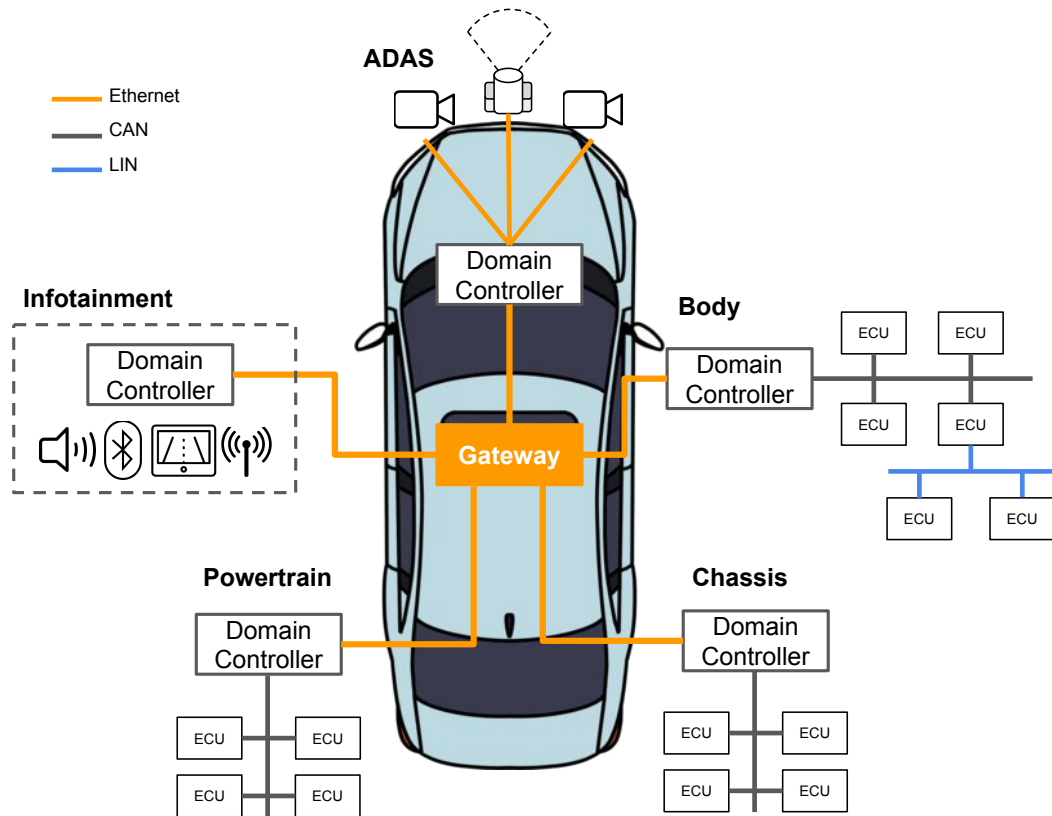 ADAS
Ethernet
CAN
LIN
Domain
Controller
Infotainment
Domain
Controller
Body
Domain
Controller
ECU
ECU
ECU
ECU
ECU
ECU
Gateway
Powertrain
Domain
Controller
ECU
ECU
ECU
ECU
Chassis
Domain
Controller
ECU
ECU
ECU
ECU